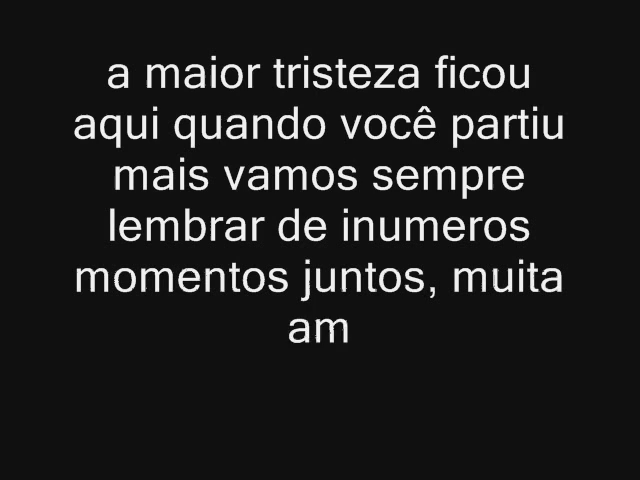 a maior tristeza ficou
aqui quando você partiu
mais vamos sempre
lembrar de inumeros
momentos juntos, muita
am